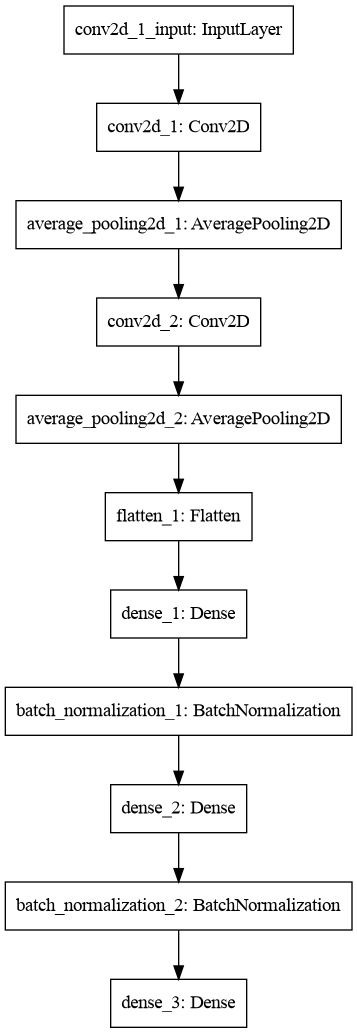 conv2d_1_input: InputLayer
conv2d_1: Conv2D
average_pooling2d_1: AveragePooling2D
conv2d_2: Conv2D
average_pooling2d_2: AveragePooling2D
flatten_1: Flatten
dense_1: Dense
batch_normalization_1: BatchNormalization
dense_2: Dense
batch_normalization_2: BatchNormalization
dense_3: Dense